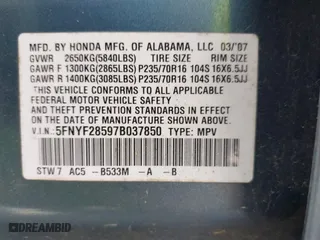 MFD. BY HONDA MFG. OF ALABAMA, LLC 03/'07
GVWR 2650KG(5840LBS) TIRE SIZE RIM SIZE
GAWR F 1300KG(2865LBS) P235/70R16 104S 16X6.5JJ
GAWR R 1400KG(3085LBS) P235/70R16 104S 16X6.5JJ
THIS VEHICLE CONFORMS TO ALL APPLICABLE
FEDERAL MOTOR VEHICLE SAFETY
AND THEFT PREVENTION STANDARDS IN EFFECT
ON THE DATE OF MANUFACTURE SHOWN ABOVE.
V.I.N.: 5FNYF28597B037850 TYPE: MPV
STW 7 AC5 - B533M - A - B
DREAMBID